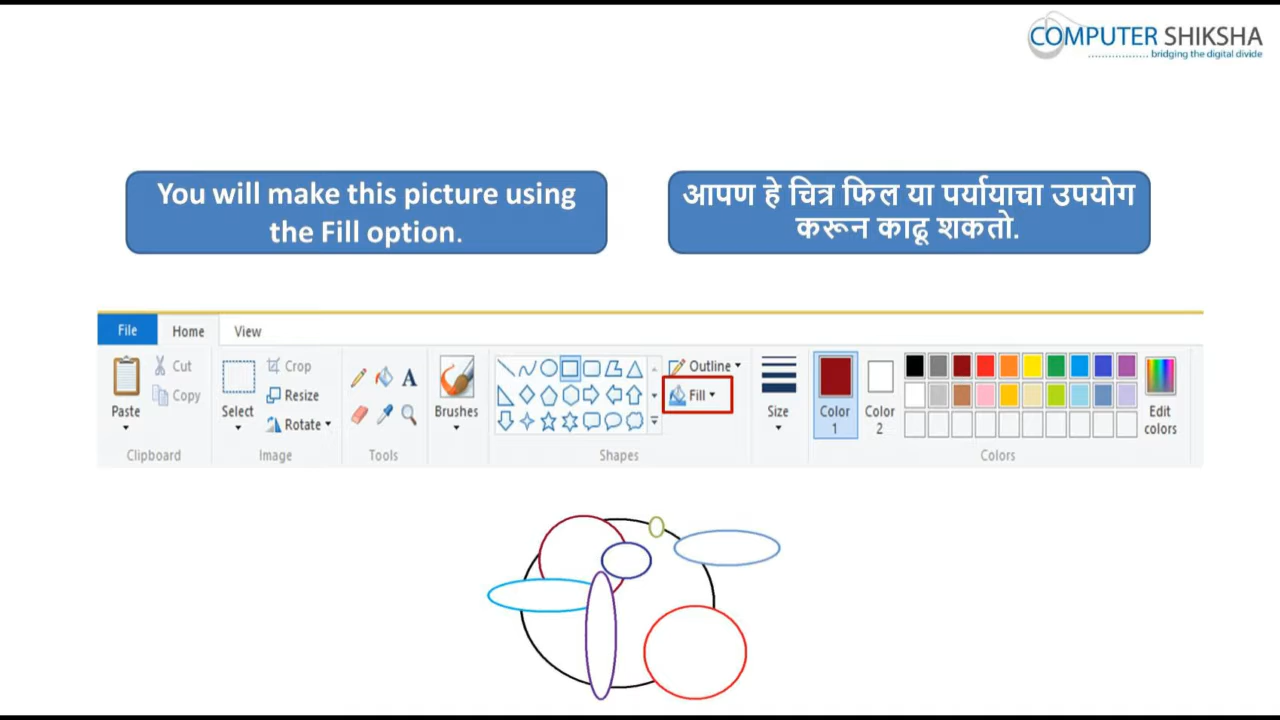 COMPUTER SHIKSHA
bridging the digital divide
You will make this picture using
the Fill option.
आपण हे चित्र फिल या पर्यायाचा उपयोग
करून काढू शकतो.
File Home View
Paste
Cut
Copy
Clipboard
Select
Crop
Resize
Rotate
Image
A
Tools
Brushes
Outline
Fill
Shapes
Size
Color
1
Color
2
Edit
colors
Colors